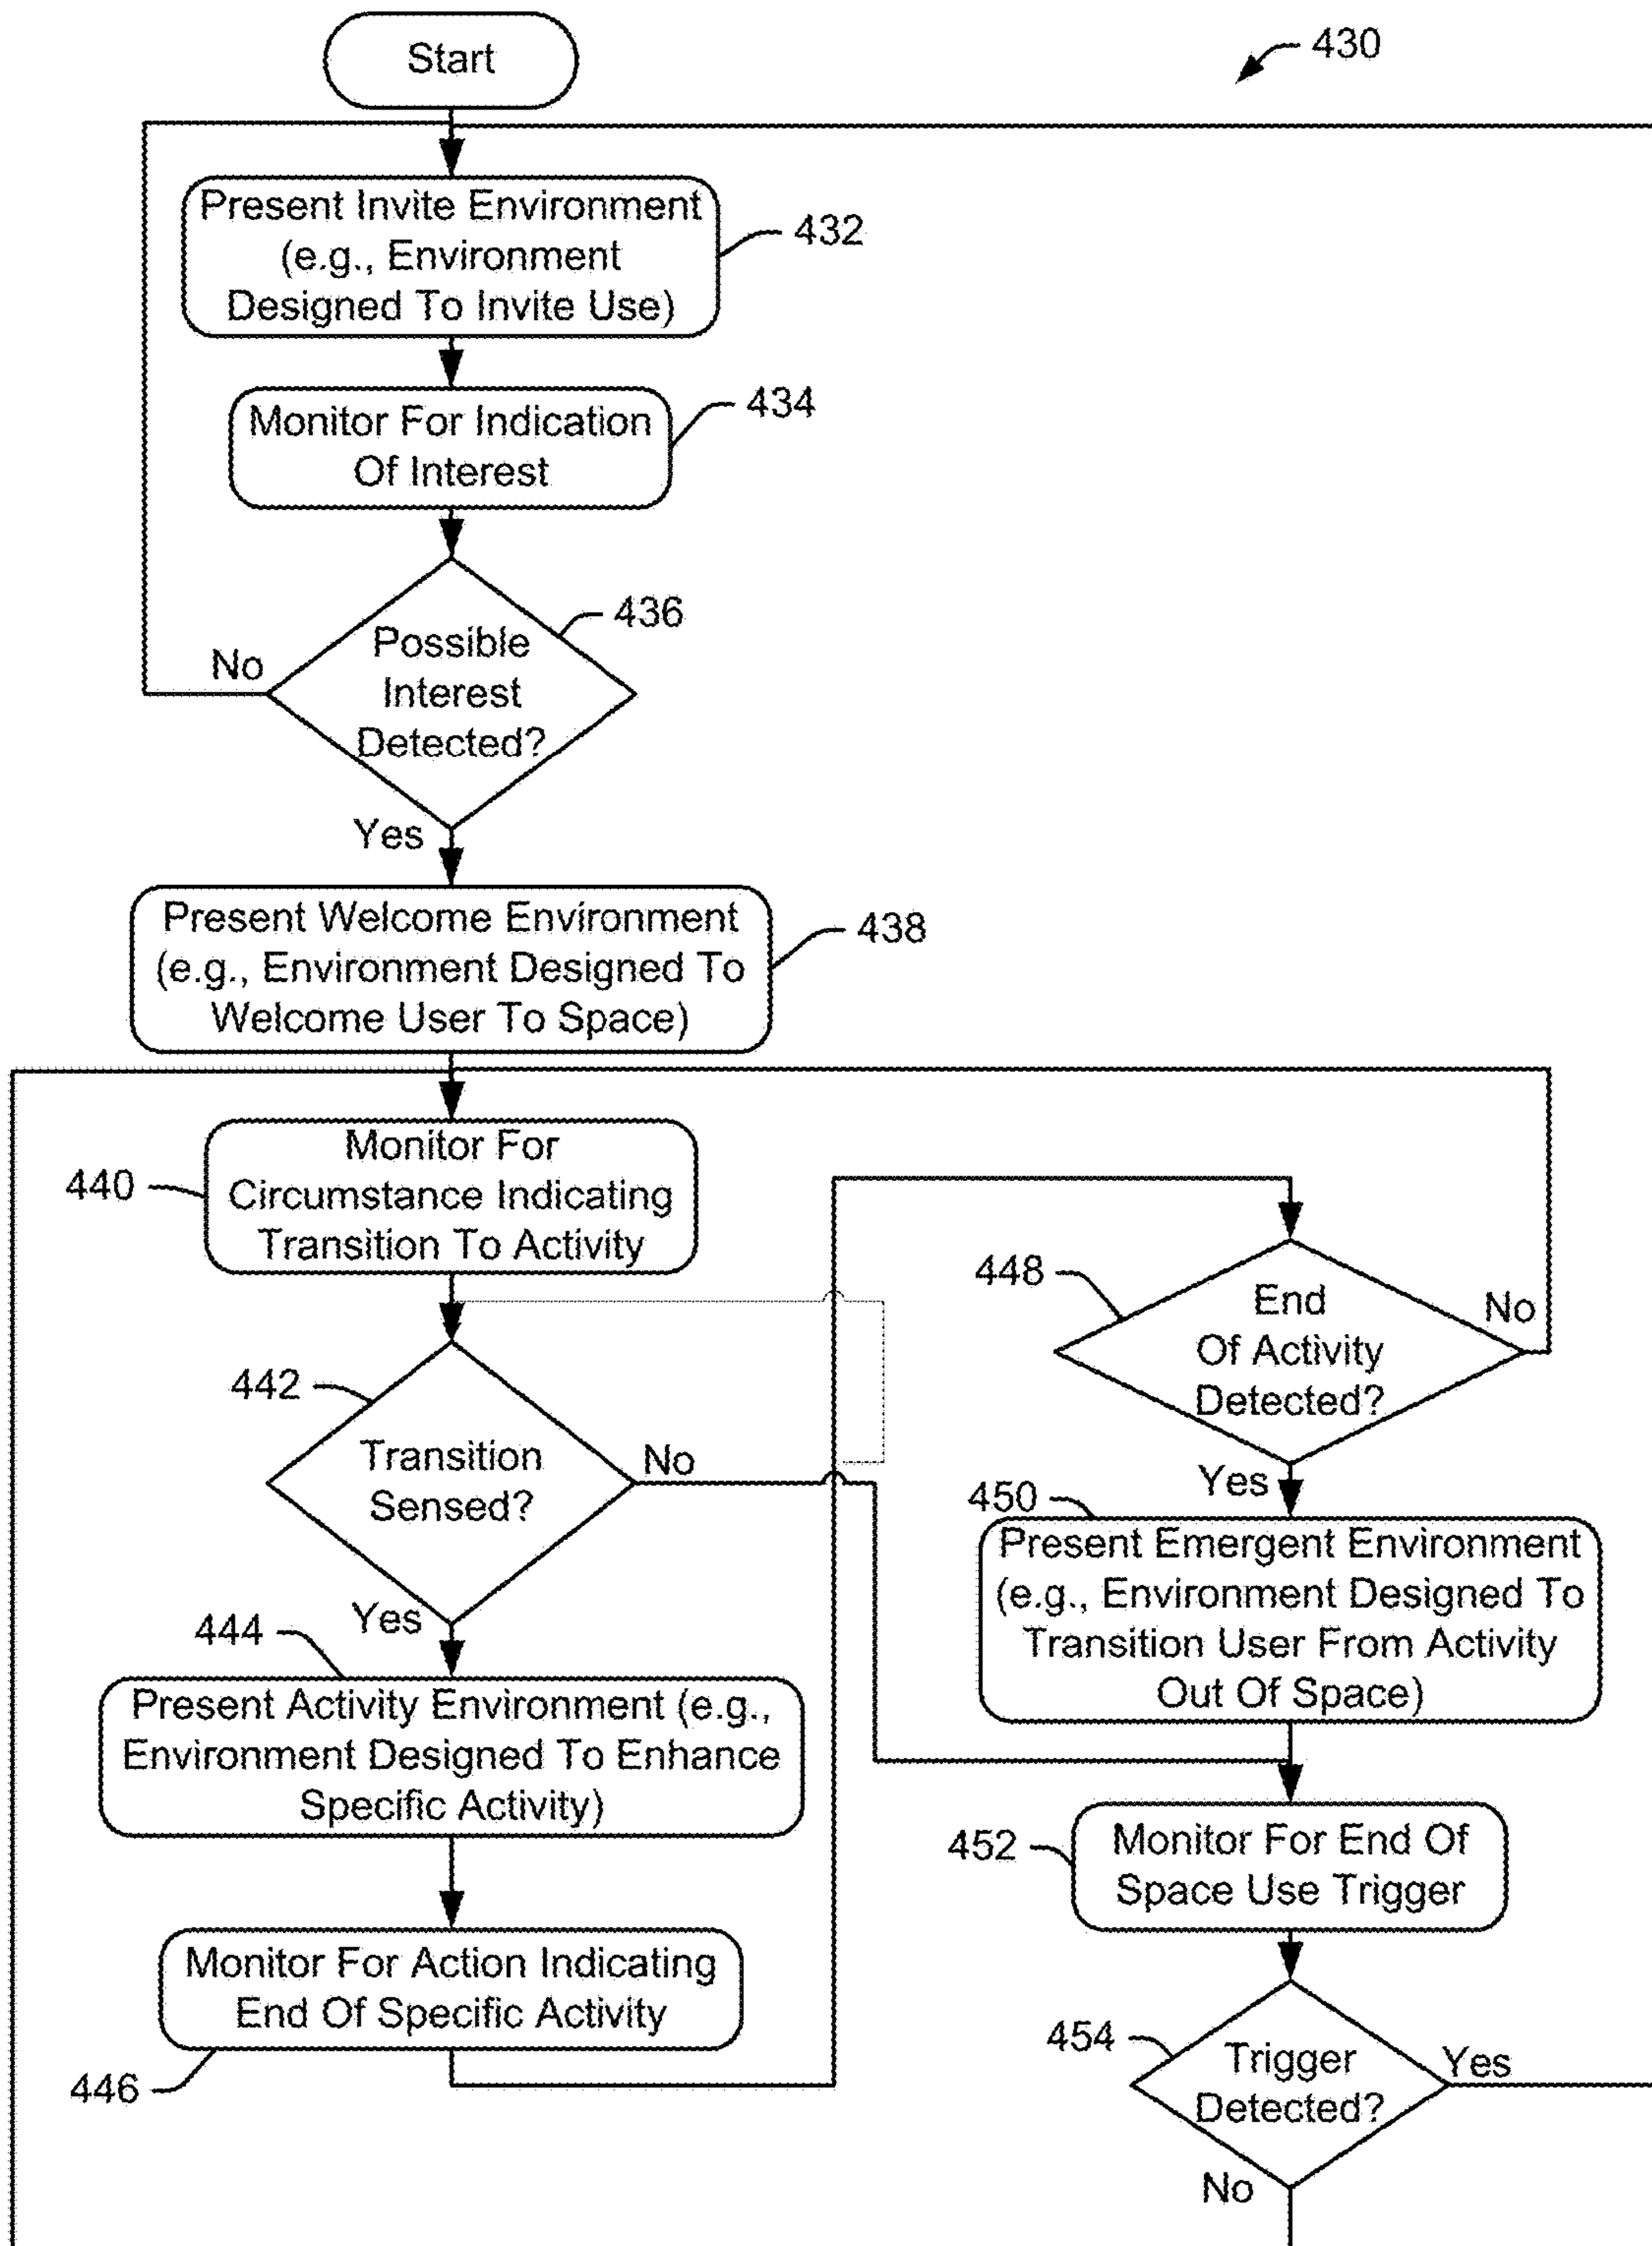 Start
430
Present Invite Environment
(e.g., Environment
Designed To Invite Use)
432
Monitor For Indication
Of Interest
434
Possible
Interest
Detected?
436
No
Yes
Present Welcome Environment
(e.g., Environment Designed To
Welcome User To Space)
438
Monitor For
Circumstance Indicating
Transition To Activity
440
Transition
Sensed?
442
No
Yes
Present Activity Environment (e.g.,
Environment Designed To Enhance
Specific Activity)
444
Monitor For Action Indicating
End Of Specific Activity
446
End
Of Activity
Detected?
448
No
Yes
Present Emergent Environment
(e.g., Environment Designed To
Transition User From Activity
Out Of Space)
450
Monitor For End Of
Space Use Trigger
452
Trigger
Detected?
454
Yes
No